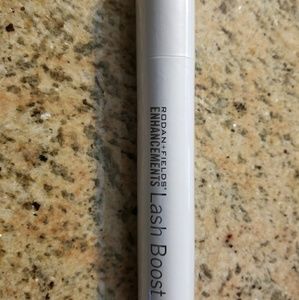 RODAN+FIELDS®
ENHANCEMENTS
Lash Boost